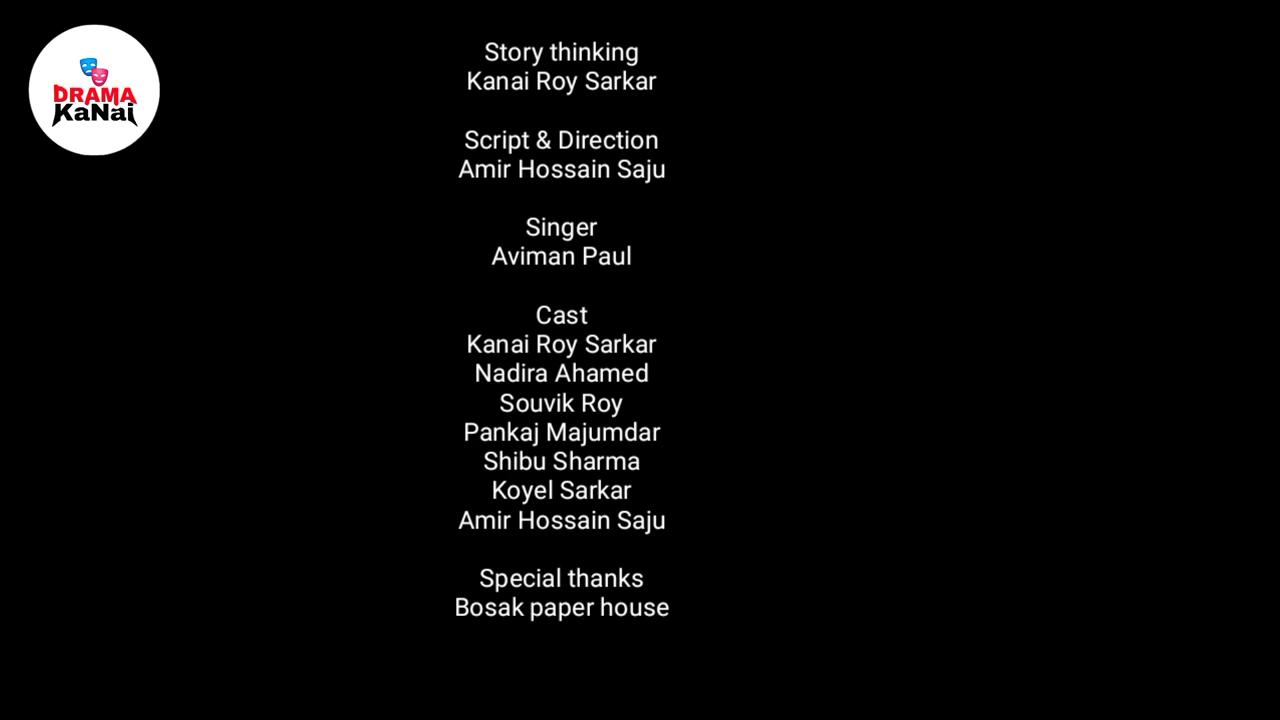 DRAMA
KaNai
Story thinking
Kanai Roy Sarkar
Script & Direction
Amir Hossain Saju
Singer
Aviman Paul
Cast
Kanai Roy Sarkar
Nadira Ahamed
Souvik Roy
Pankaj Majumdar
Shibu Sharma
Koyel Sarkar
Amir Hossain Saju
Special thanks
Bosak paper house